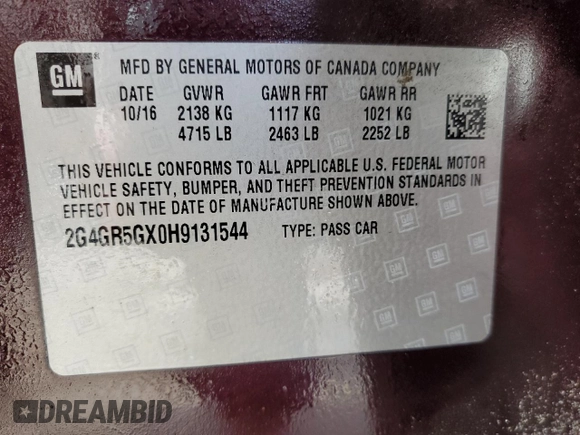 GM ®
MFD BY GENERAL MOTORS OF CANADA COMPANY
DATE GVWR GAWR FRT GAWR RR
10/16 2138 KG 1117 KG 1021 KG
4715 LB 2463 LB 2252 LB
THIS VEHICLE CONFORMS TO ALL APPLICABLE U.S. FEDERAL MOTOR
VEHICLE SAFETY, BUMPER, AND THEFT PREVENTION STANDARDS IN
EFFECT ON THE DATE OF MANUFACTURE SHOWN ABOVE.
2G4GR5GX0H9131544 TYPE: PASS CAR
DREAMBID